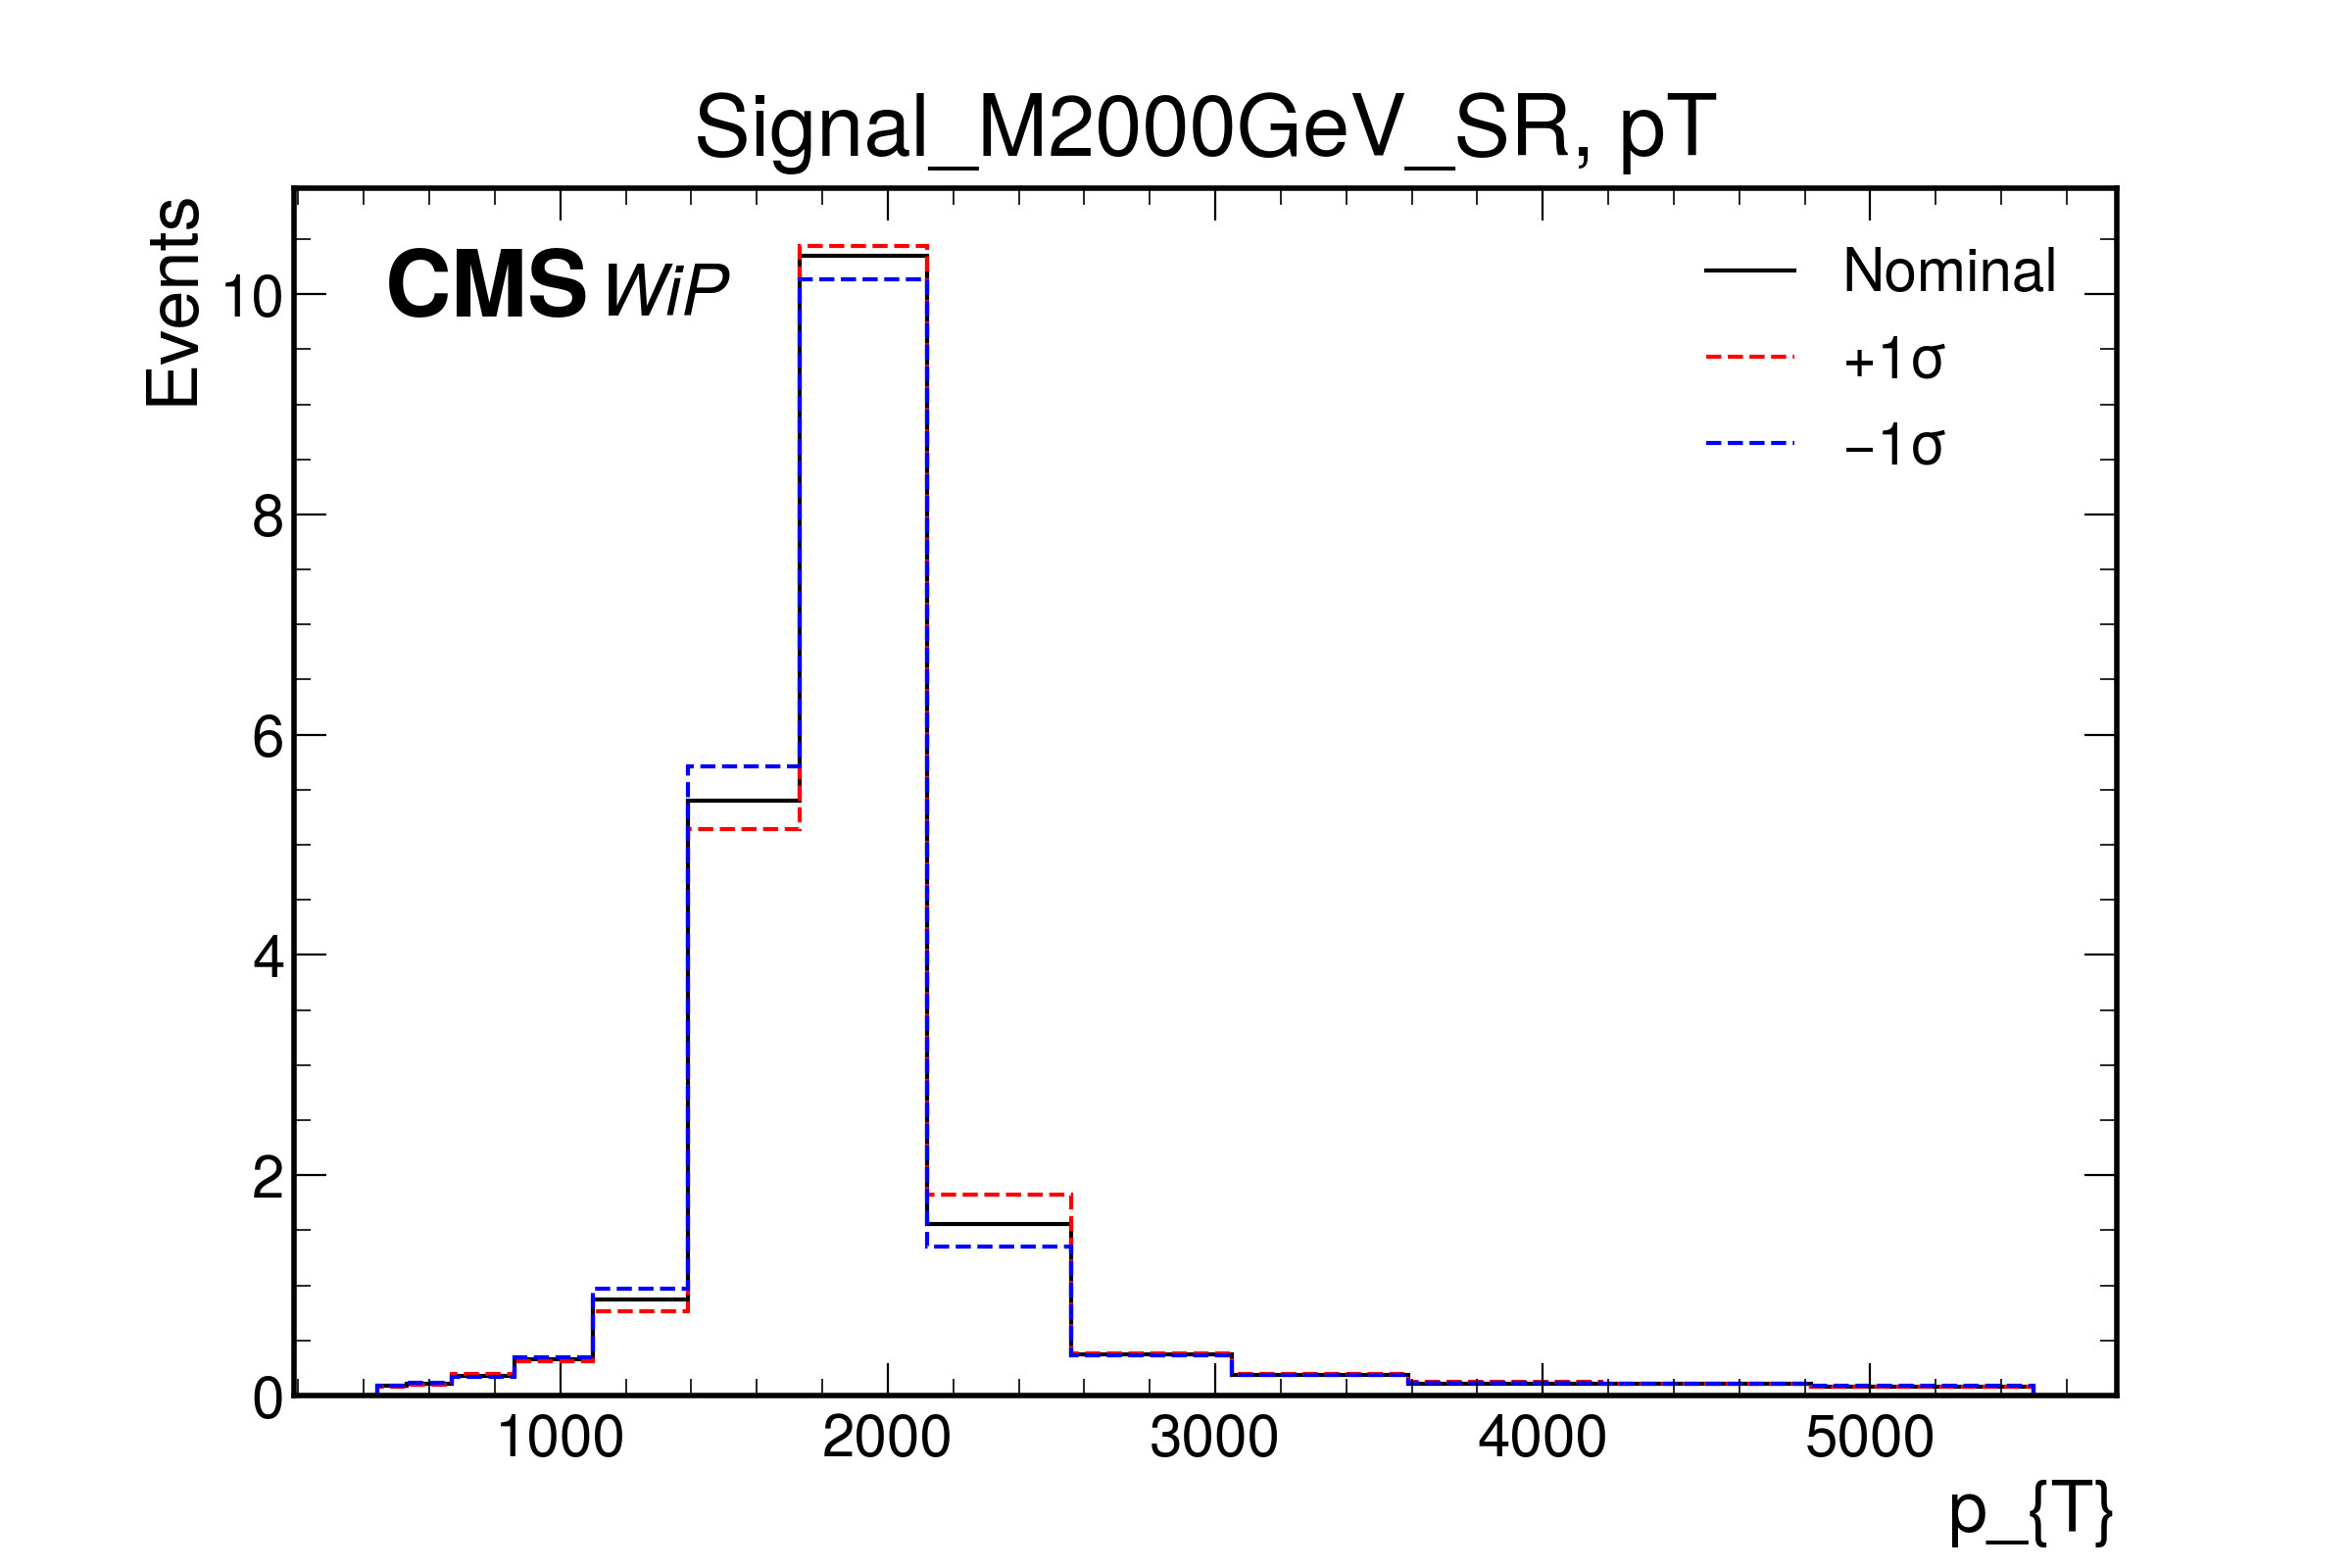 Signal_M2000GeV_SR, pT
Events
CMS WiP
Nominal
+1σ
−1σ
10
8
6
4
2
0
1000 2000 3000 4000 5000
p_{T}